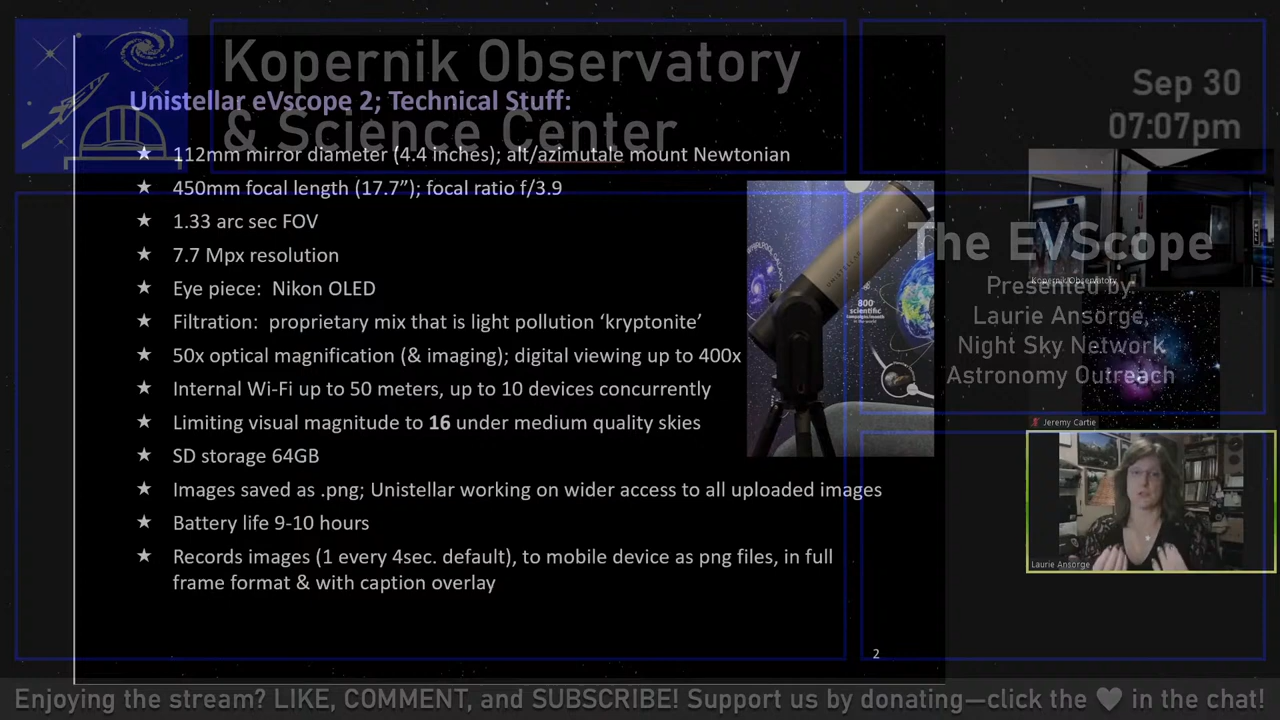 Kopernik Observatory
& Science Center
Sep 30
07:07pm
Unistellar eVscope 2; Technical Stuff:
★ 112mm mirror diameter (4.4 inches); alt/azimutale mount Newtonian
★ 450mm focal length (17.7”); focal ratio f/3.9
★ 1.33 arc sec FOV
★ 7.7 Mpx resolution
★ Eye piece: Nikon OLED
★ Filtration: proprietary mix that is light pollution ‘kryptonite’
★ 50x optical magnification (& imaging); digital viewing up to 400x
★ Internal Wi-Fi up to 50 meters, up to 10 devices concurrently
★ Limiting visual magnitude to 16 under medium quality skies
★ SD storage 64GB
★ Images saved as .png; Unistellar working on wider access to all uploaded images
★ Battery life 9-10 hours
★ Records images (1 every 4sec. default), to mobile device as png files, in full
frame format & with caption overlay
2
UNISTELLAR
800
scientific
The EVScope
Presented by:
Laurie Ansorge,
Night Sky Network
Astronomy Outreach
Kopernik Observatory
Jeremy Cartie
Laurie Ansorge
Enjoying the stream? LIKE, COMMENT, and SUBSCRIBE! Support us by donating—click the ♥ in the chat!